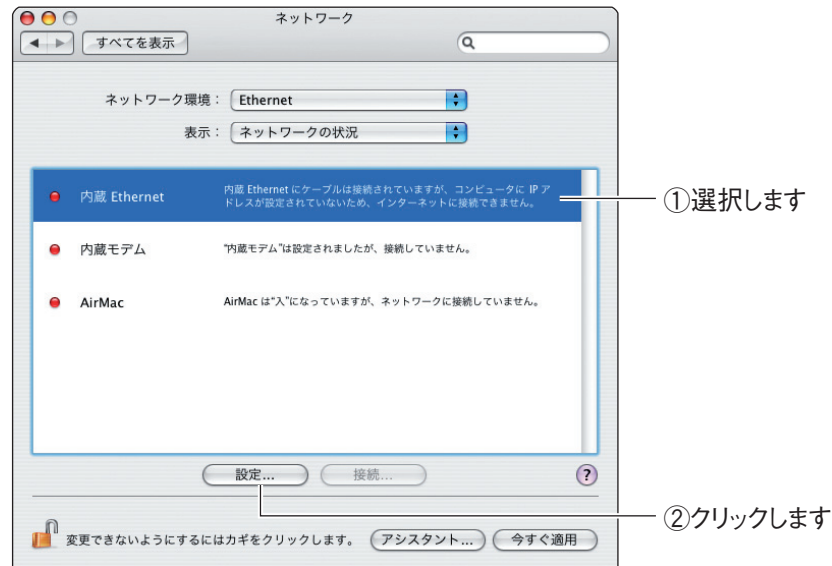 ネットワーク
すべてを表示
ネットワーク環境： Ethernet
表示： ネットワークの状況
内蔵 Ethernet
内蔵 Ethernet にケーブルは接続されていますが、コンピュータに IP ア
ドレスが設定されていないため、インターネットに接続できません。
①選択します
内蔵モデム
“内蔵モデム”は設定されましたが、接続していません。
AirMac
AirMac は“入”になっていますが、ネットワークに接続していません。
設定... 接続... ?
②クリックします
変更できないようにするにはカギをクリックします。 アシスタント... 今すぐ適用